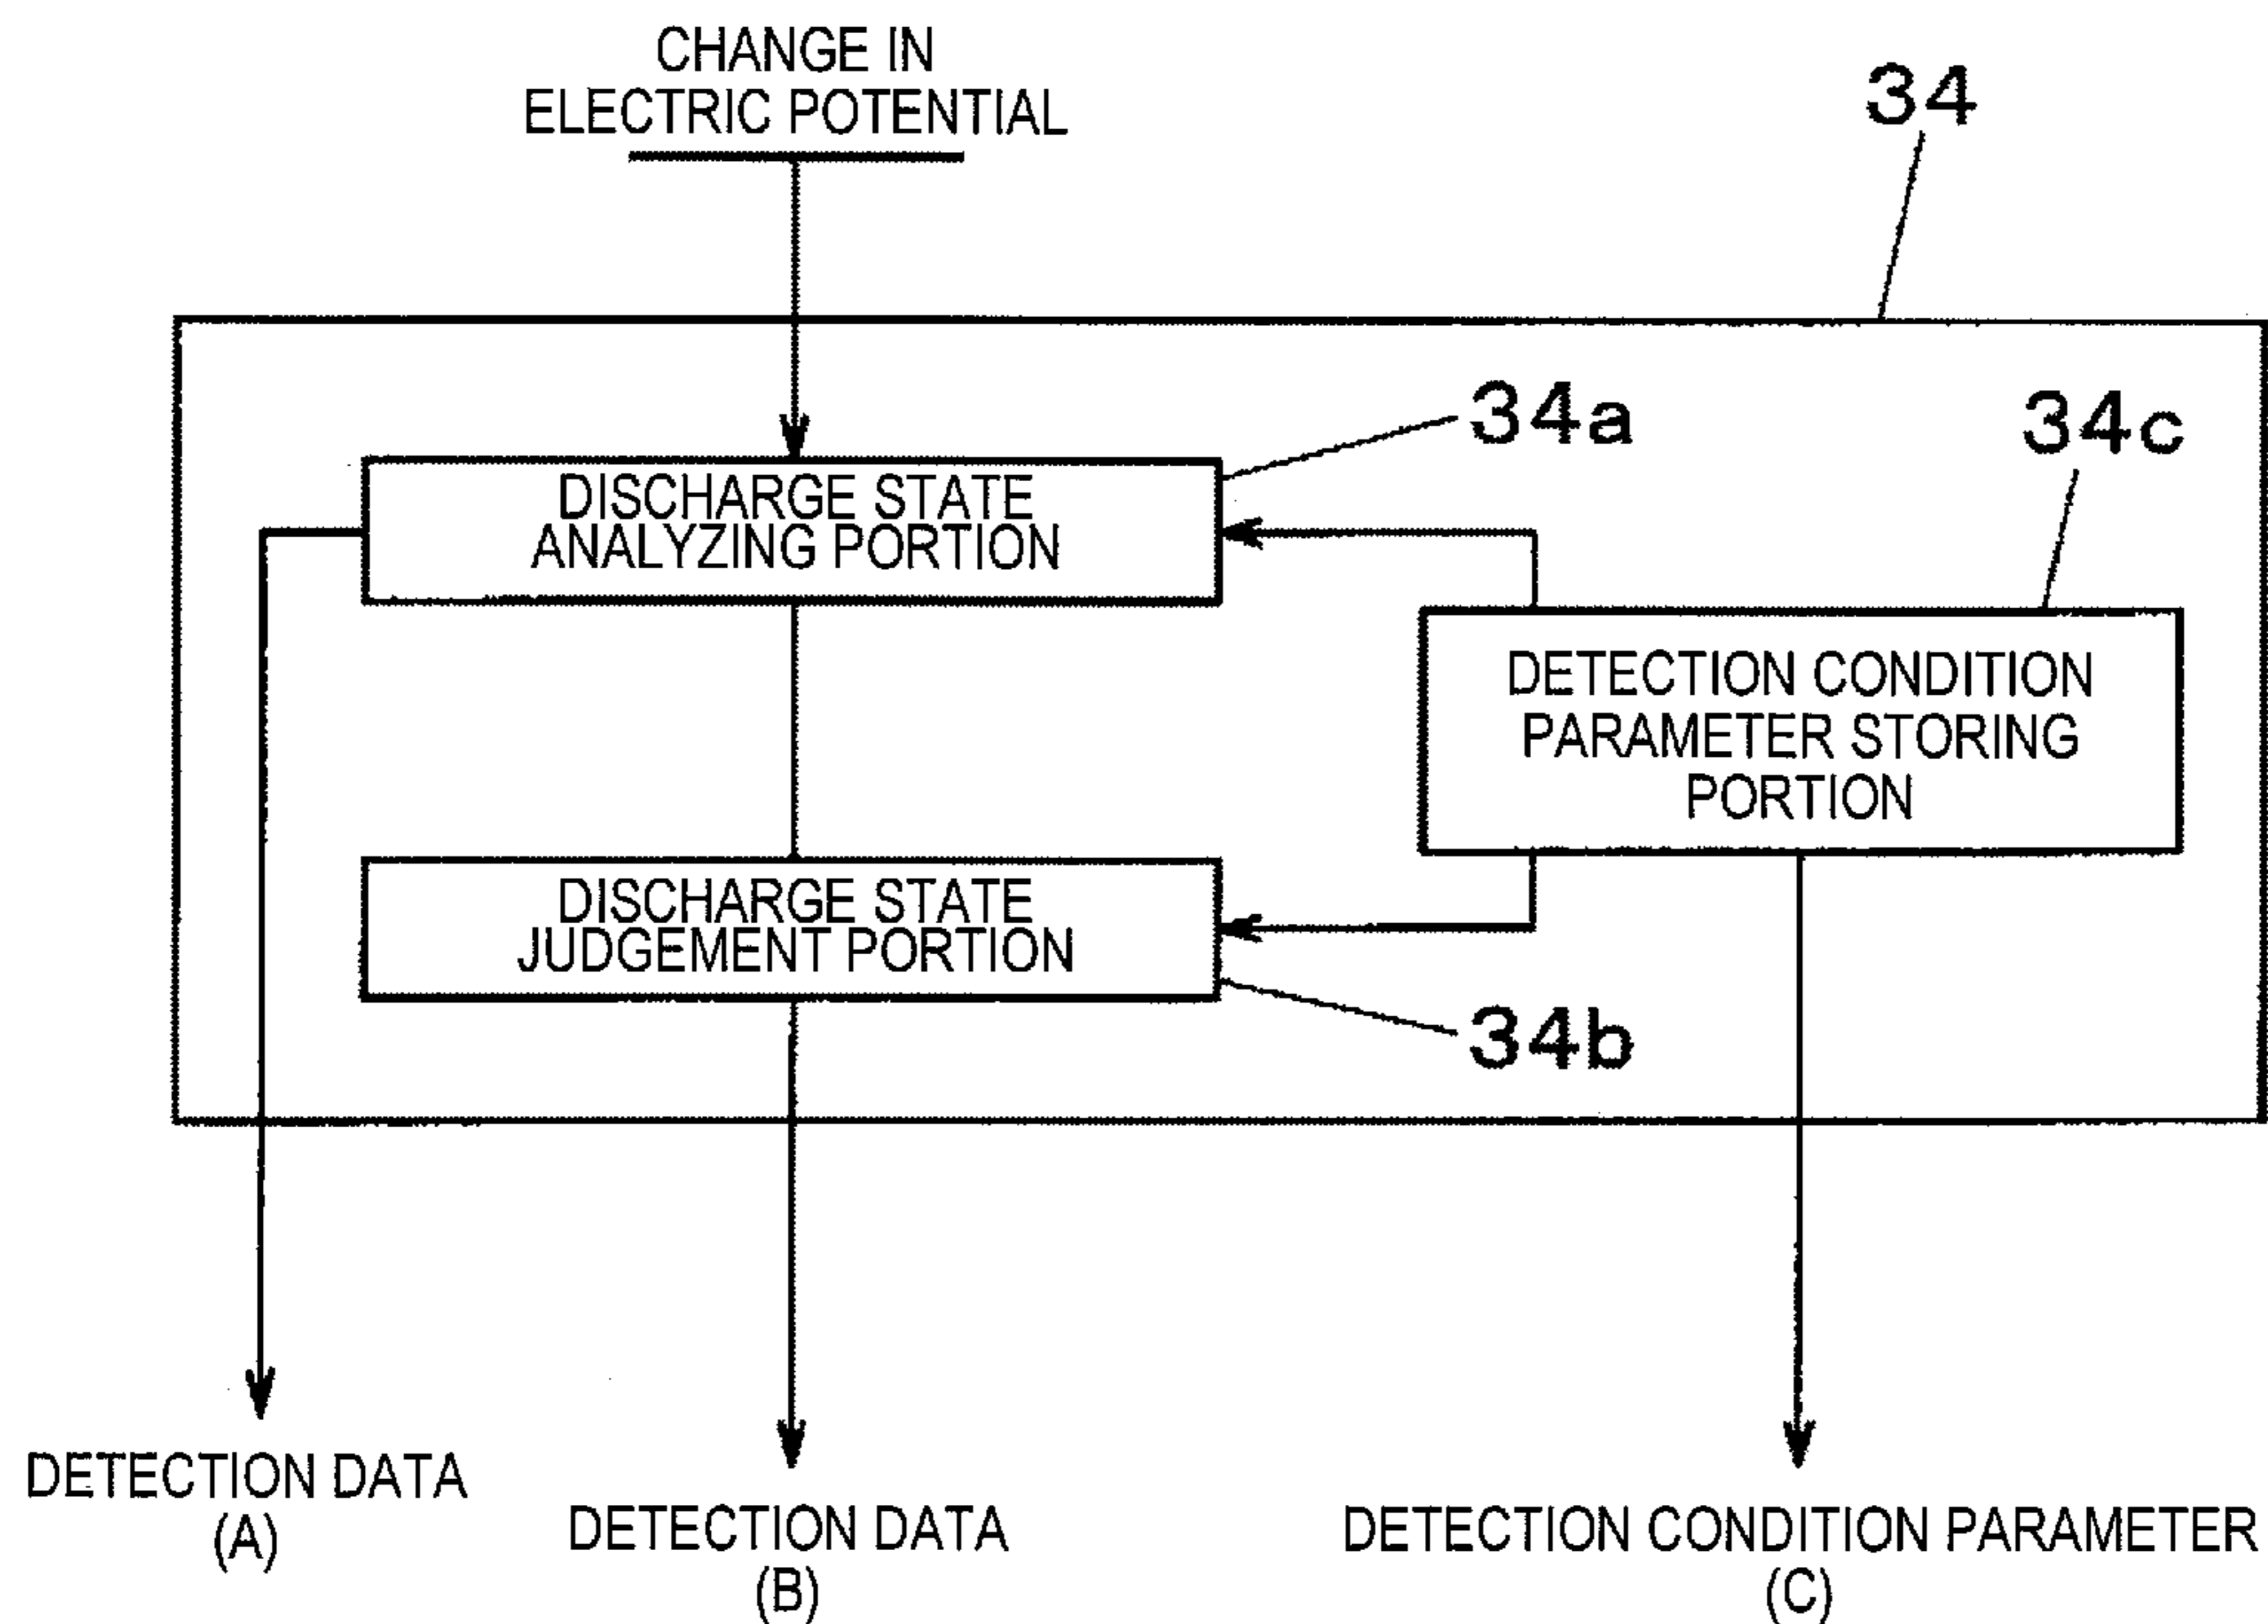 CHANGE IN
ELECTRIC POTENTIAL
34
34a
34c
DISCHARGE STATE
ANALYZING PORTION
DETECTION CONDITION
PARAMETER STORING
PORTION
DISCHARGE STATE
JUDGEMENT PORTION
34b
DETECTION DATA
(A)
DETECTION DATA
(B)
DETECTION CONDITION PARAMETER
(C)